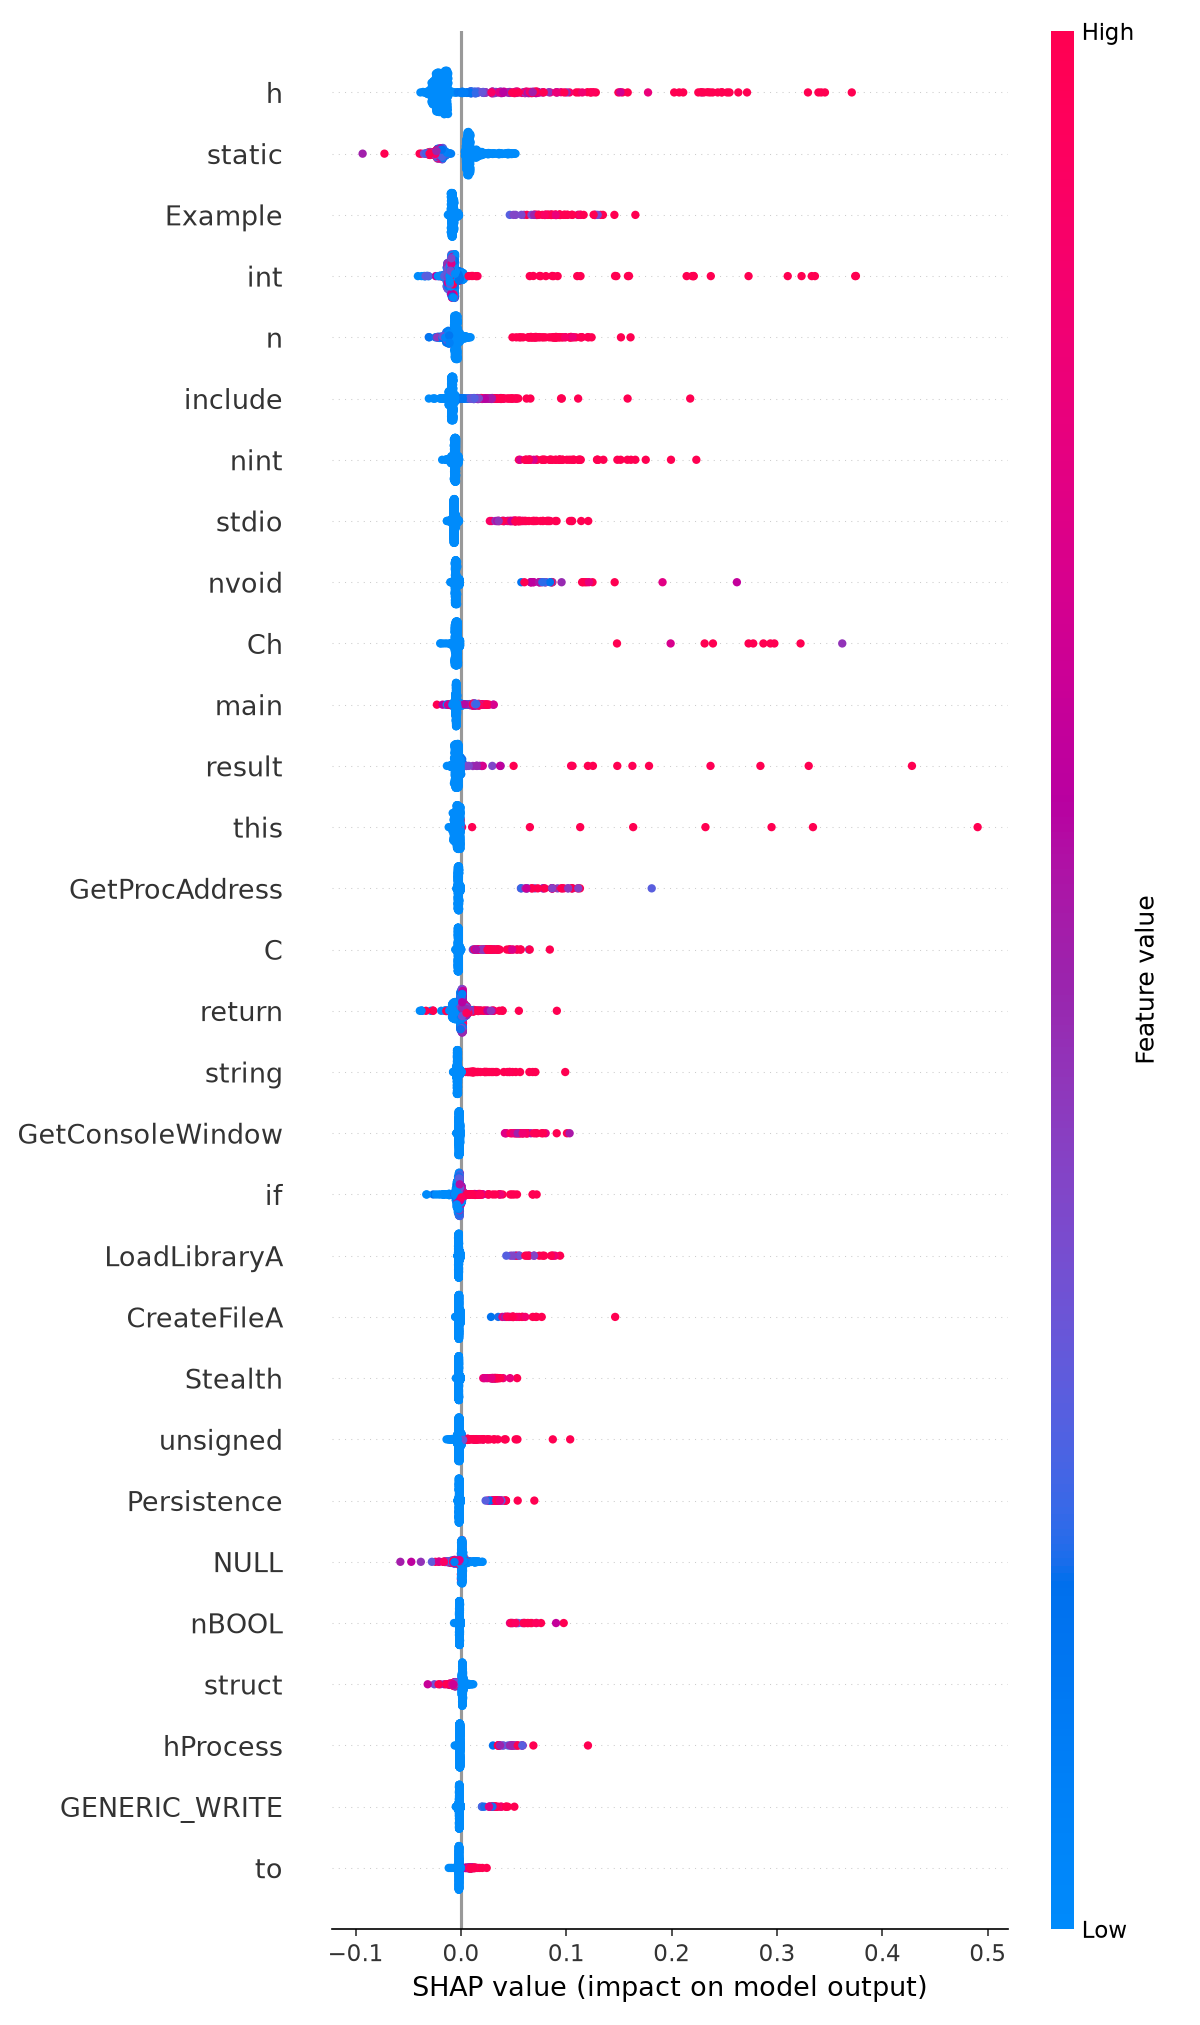 High
h
static
Example
int
n
include
nint
stdio
nvoid
Ch
main
result
this
GetProcAddress
C
return
string
GetConsoleWindow
if
LoadLibraryA
CreateFileA
Stealth
unsigned
Persistence
NULL
nBOOL
struct
hProcess
GENERIC_WRITE
to
Feature value
Low
−0.1 0.0 0.1 0.2 0.3 0.4 0.5
SHAP value (impact on model output)